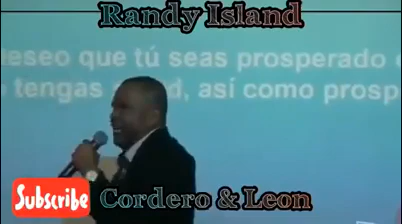 Randy Island
deseo que tú seas prosperado
tengas
así como prosp
Subscribe
Cordero & Leon